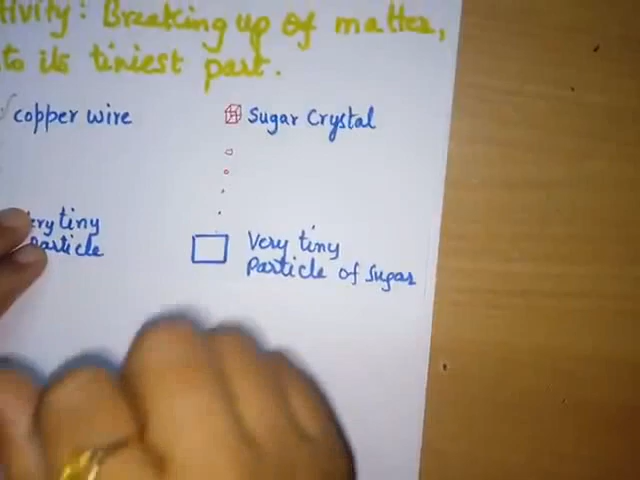 tivity: Breaking up of matter,
to its tiniest part.
copper wire
Sugar Crystal
ery tiny
Particle
Very tiny
Particle of Sugar